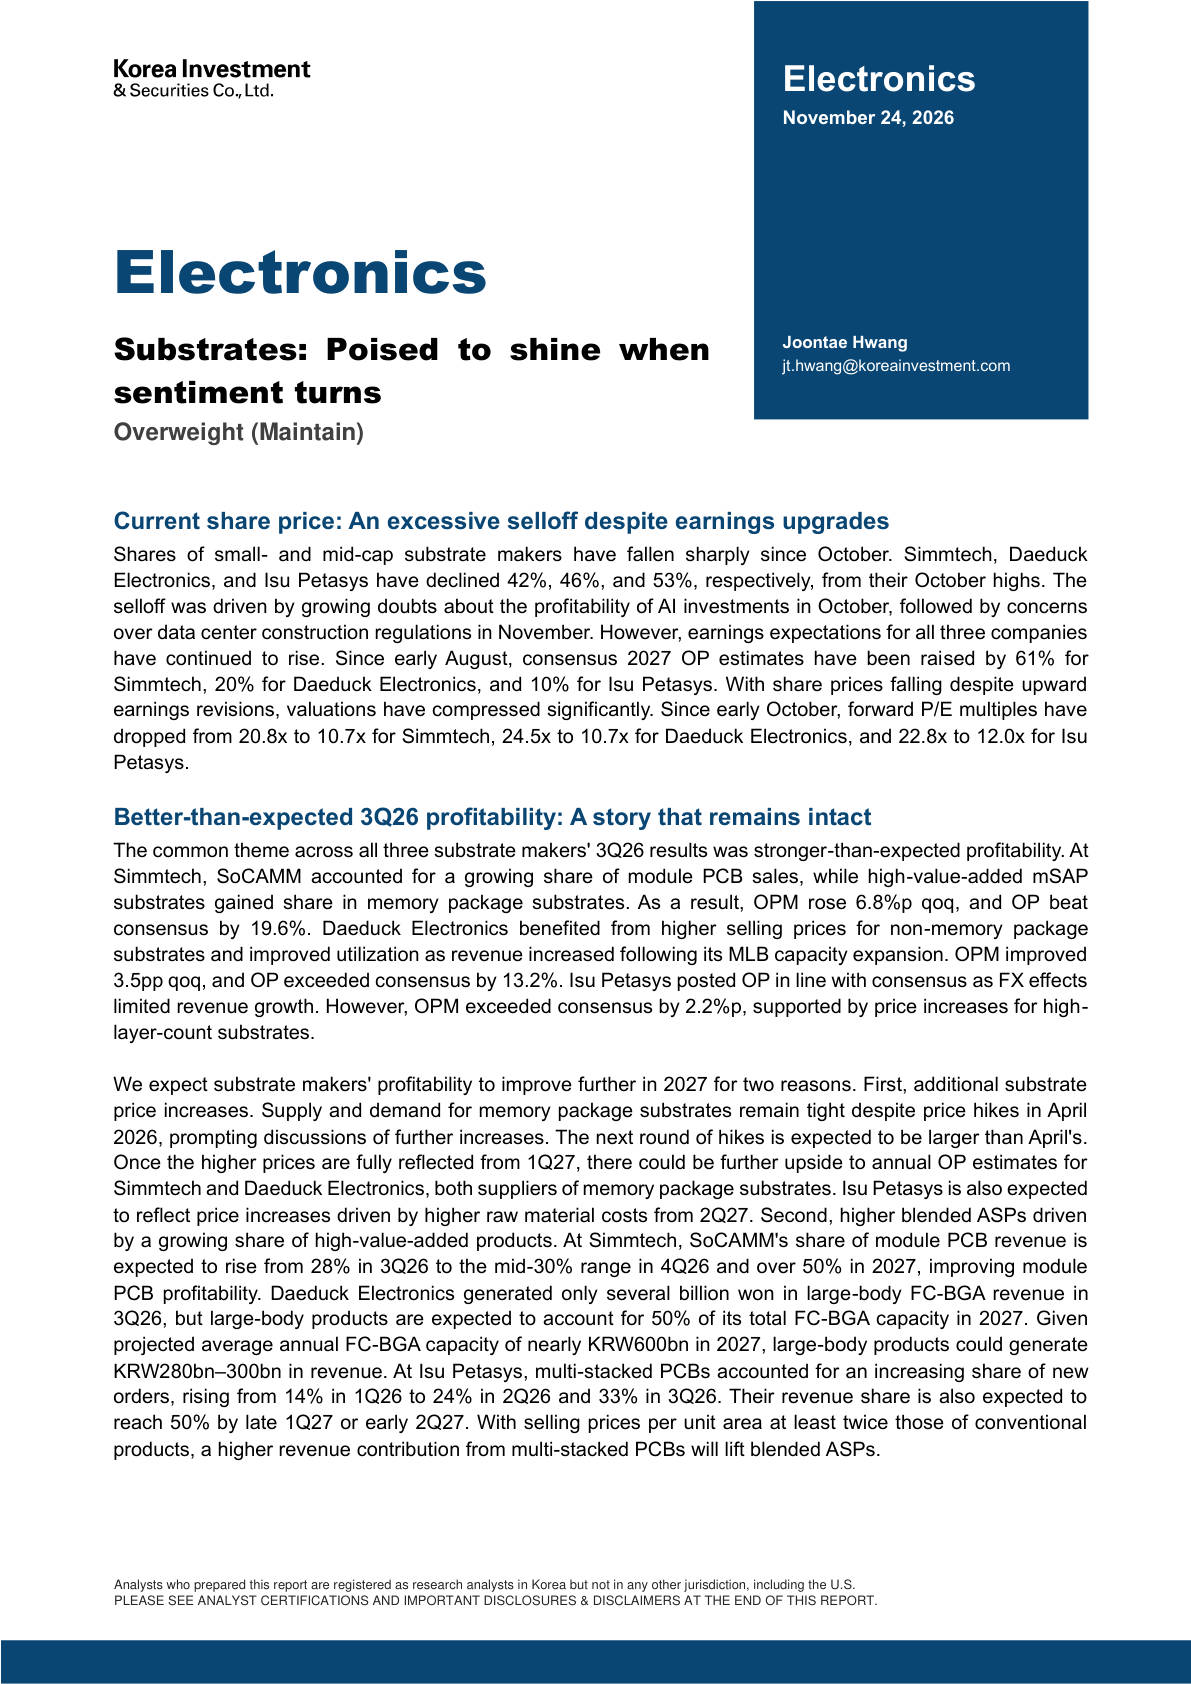 Korea Investment
& Securities Co., Ltd.
Electronics
November 24, 2026
Joontae Hwang
jt.hwang@koreainvestment.com
Electronics
Substrates: Poised to shine when
sentiment turns
Overweight (Maintain)
Current share price: An excessive selloff despite earnings upgrades
Shares of small- and mid-cap substrate makers have fallen sharply since October. Simmtech, Daeduck
Electronics, and Isu Petasys have declined 42%, 46%, and 53%, respectively, from their October highs. The
selloff was driven by growing doubts about the profitability of AI investments in October, followed by concerns
over data center construction regulations in November. However, earnings expectations for all three companies
have continued to rise. Since early August, consensus 2027 OP estimates have been raised by 61% for
Simmtech, 20% for Daeduck Electronics, and 10% for Isu Petasys. With share prices falling despite upward
earnings revisions, valuations have compressed significantly. Since early October, forward P/E multiples have
dropped from 20.8x to 10.7x for Simmtech, 24.5x to 10.7x for Daeduck Electronics, and 22.8x to 12.0x for Isu
Petasys.
Better-than-expected 3Q26 profitability: A story that remains intact
The common theme across all three substrate makers' 3Q26 results was stronger-than-expected profitability. At
Simmtech, SoCAMM accounted for a growing share of module PCB sales, while high-value-added mSAP
substrates gained share in memory package substrates. As a result, OPM rose 6.8%p qoq, and OP beat
consensus by 19.6%. Daeduck Electronics benefited from higher selling prices for non-memory package
substrates and improved utilization as revenue increased following its MLB capacity expansion. OPM improved
3.5pp qoq, and OP exceeded consensus by 13.2%. Isu Petasys posted OP in line with consensus as FX effects
limited revenue growth. However, OPM exceeded consensus by 2.2%p, supported by price increases for high-
layer-count substrates.
We expect substrate makers' profitability to improve further in 2027 for two reasons. First, additional substrate
price increases. Supply and demand for memory package substrates remain tight despite price hikes in April
2026, prompting discussions of further increases. The next round of hikes is expected to be larger than April's.
Once the higher prices are fully reflected from 1Q27, there could be further upside to annual OP estimates for
Simmtech and Daeduck Electronics, both suppliers of memory package substrates. Isu Petasys is also expected
to reflect price increases driven by higher raw material costs from 2Q27. Second, higher blended ASPs driven
by a growing share of high-value-added products. At Simmtech, SoCAMM's share of module PCB revenue is
expected to rise from 28% in 3Q26 to the mid-30% range in 4Q26 and over 50% in 2027, improving module
PCB profitability. Daeduck Electronics generated only several billion won in large-body FC-BGA revenue in
3Q26, but large-body products are expected to account for 50% of its total FC-BGA capacity in 2027. Given
projected average annual FC-BGA capacity of nearly KRW600bn in 2027, large-body products could generate
KRW280bn–300bn in revenue. At Isu Petasys, multi-stacked PCBs accounted for an increasing share of new
orders, rising from 14% in 1Q26 to 24% in 2Q26 and 33% in 3Q26. Their revenue share is also expected to
reach 50% by late 1Q27 or early 2Q27. With selling prices per unit area at least twice those of conventional
products, a higher revenue contribution from multi-stacked PCBs will lift blended ASPs.
Analysts who prepared this report are registered as research analysts in Korea but not in any other jurisdiction, including the U.S.
PLEASE SEE ANALYST CERTIFICATIONS AND IMPORTANT DISCLOSURES & DISCLAIMERS AT THE END OF THIS REPORT.